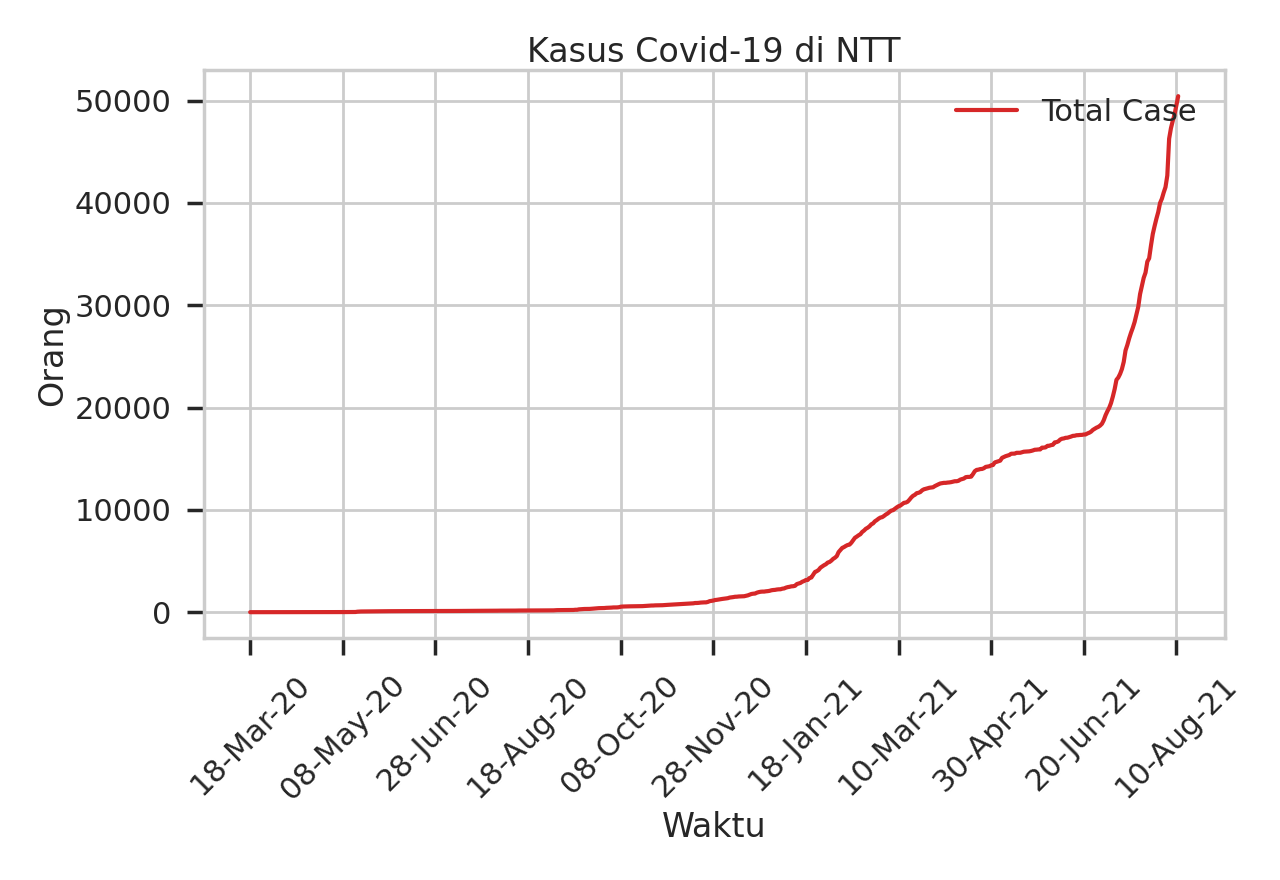 Kasus Covid-19 di NTT
Total Case
Orang
50000
40000
30000
20000
10000
0
18-Mar-20
08-May-20
28-Jun-20
18-Aug-20
08-Oct-20
28-Nov-20
18-Jan-21
10-Mar-21
30-Apr-21
20-Jun-21
10-Aug-21
Waktu